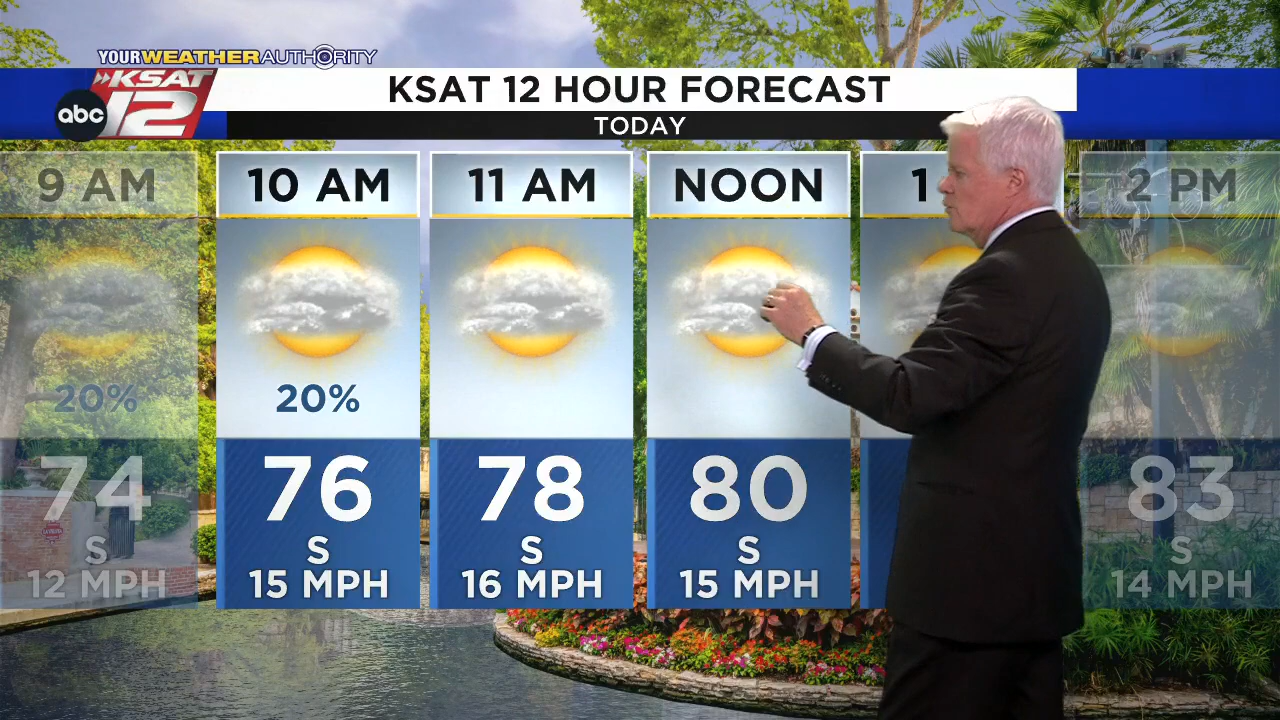 YOUR WEATHER AUTHORITY
KSAT
abc 12
KSAT 12 HOUR FORECAST
TODAY
9 AM 10 AM 11 AM NOON 1 2 PM
20% 20%
74 76 78 80 83
S S S S S
12 MPH 15 MPH 16 MPH 15 MPH 14 MPH